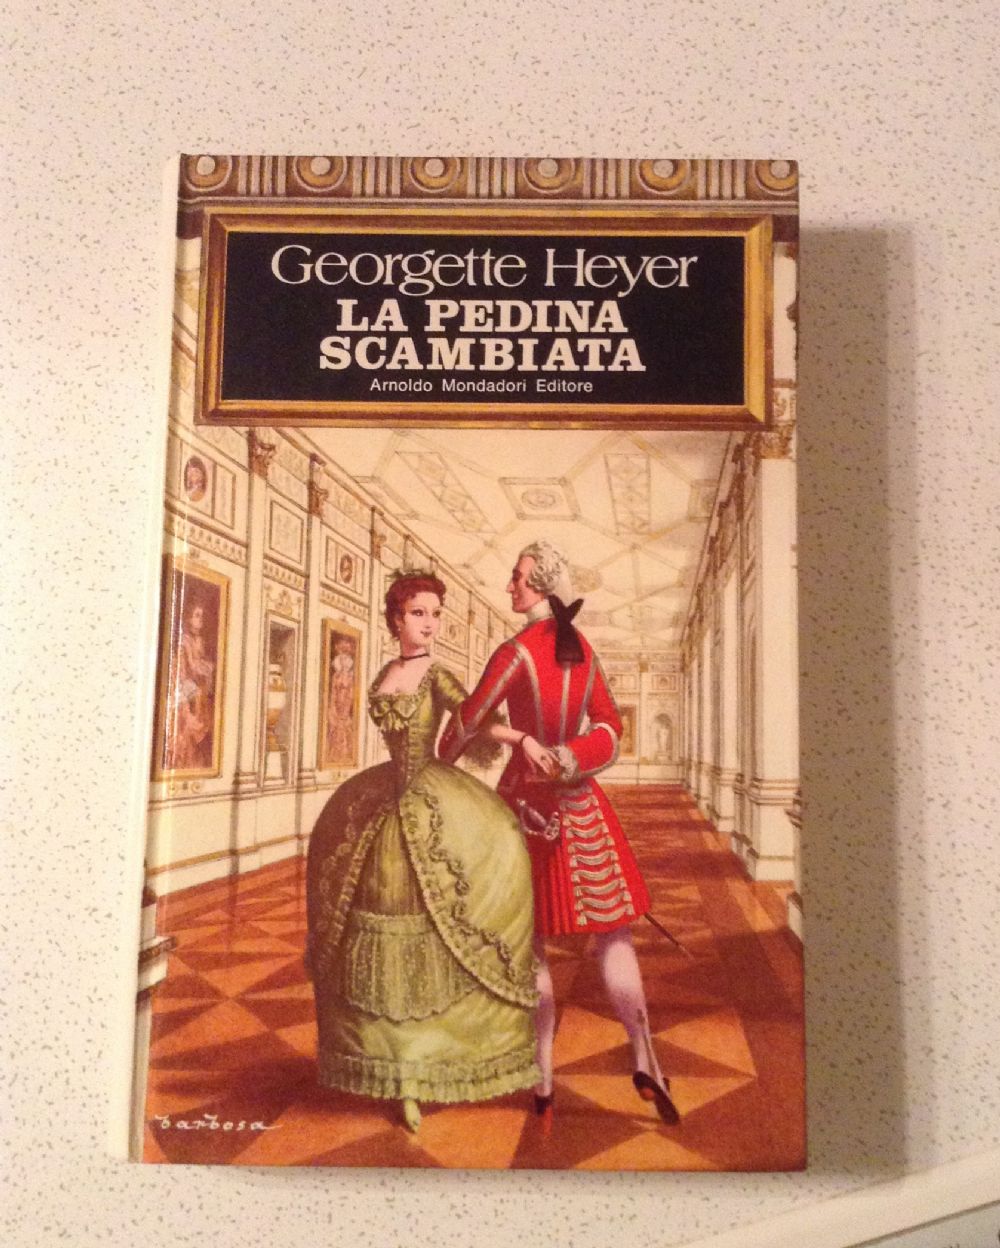 Georgette Heyer
LA PEDINA
SCAMBIATA
Arnoldo Mondadori Editore
barbosa